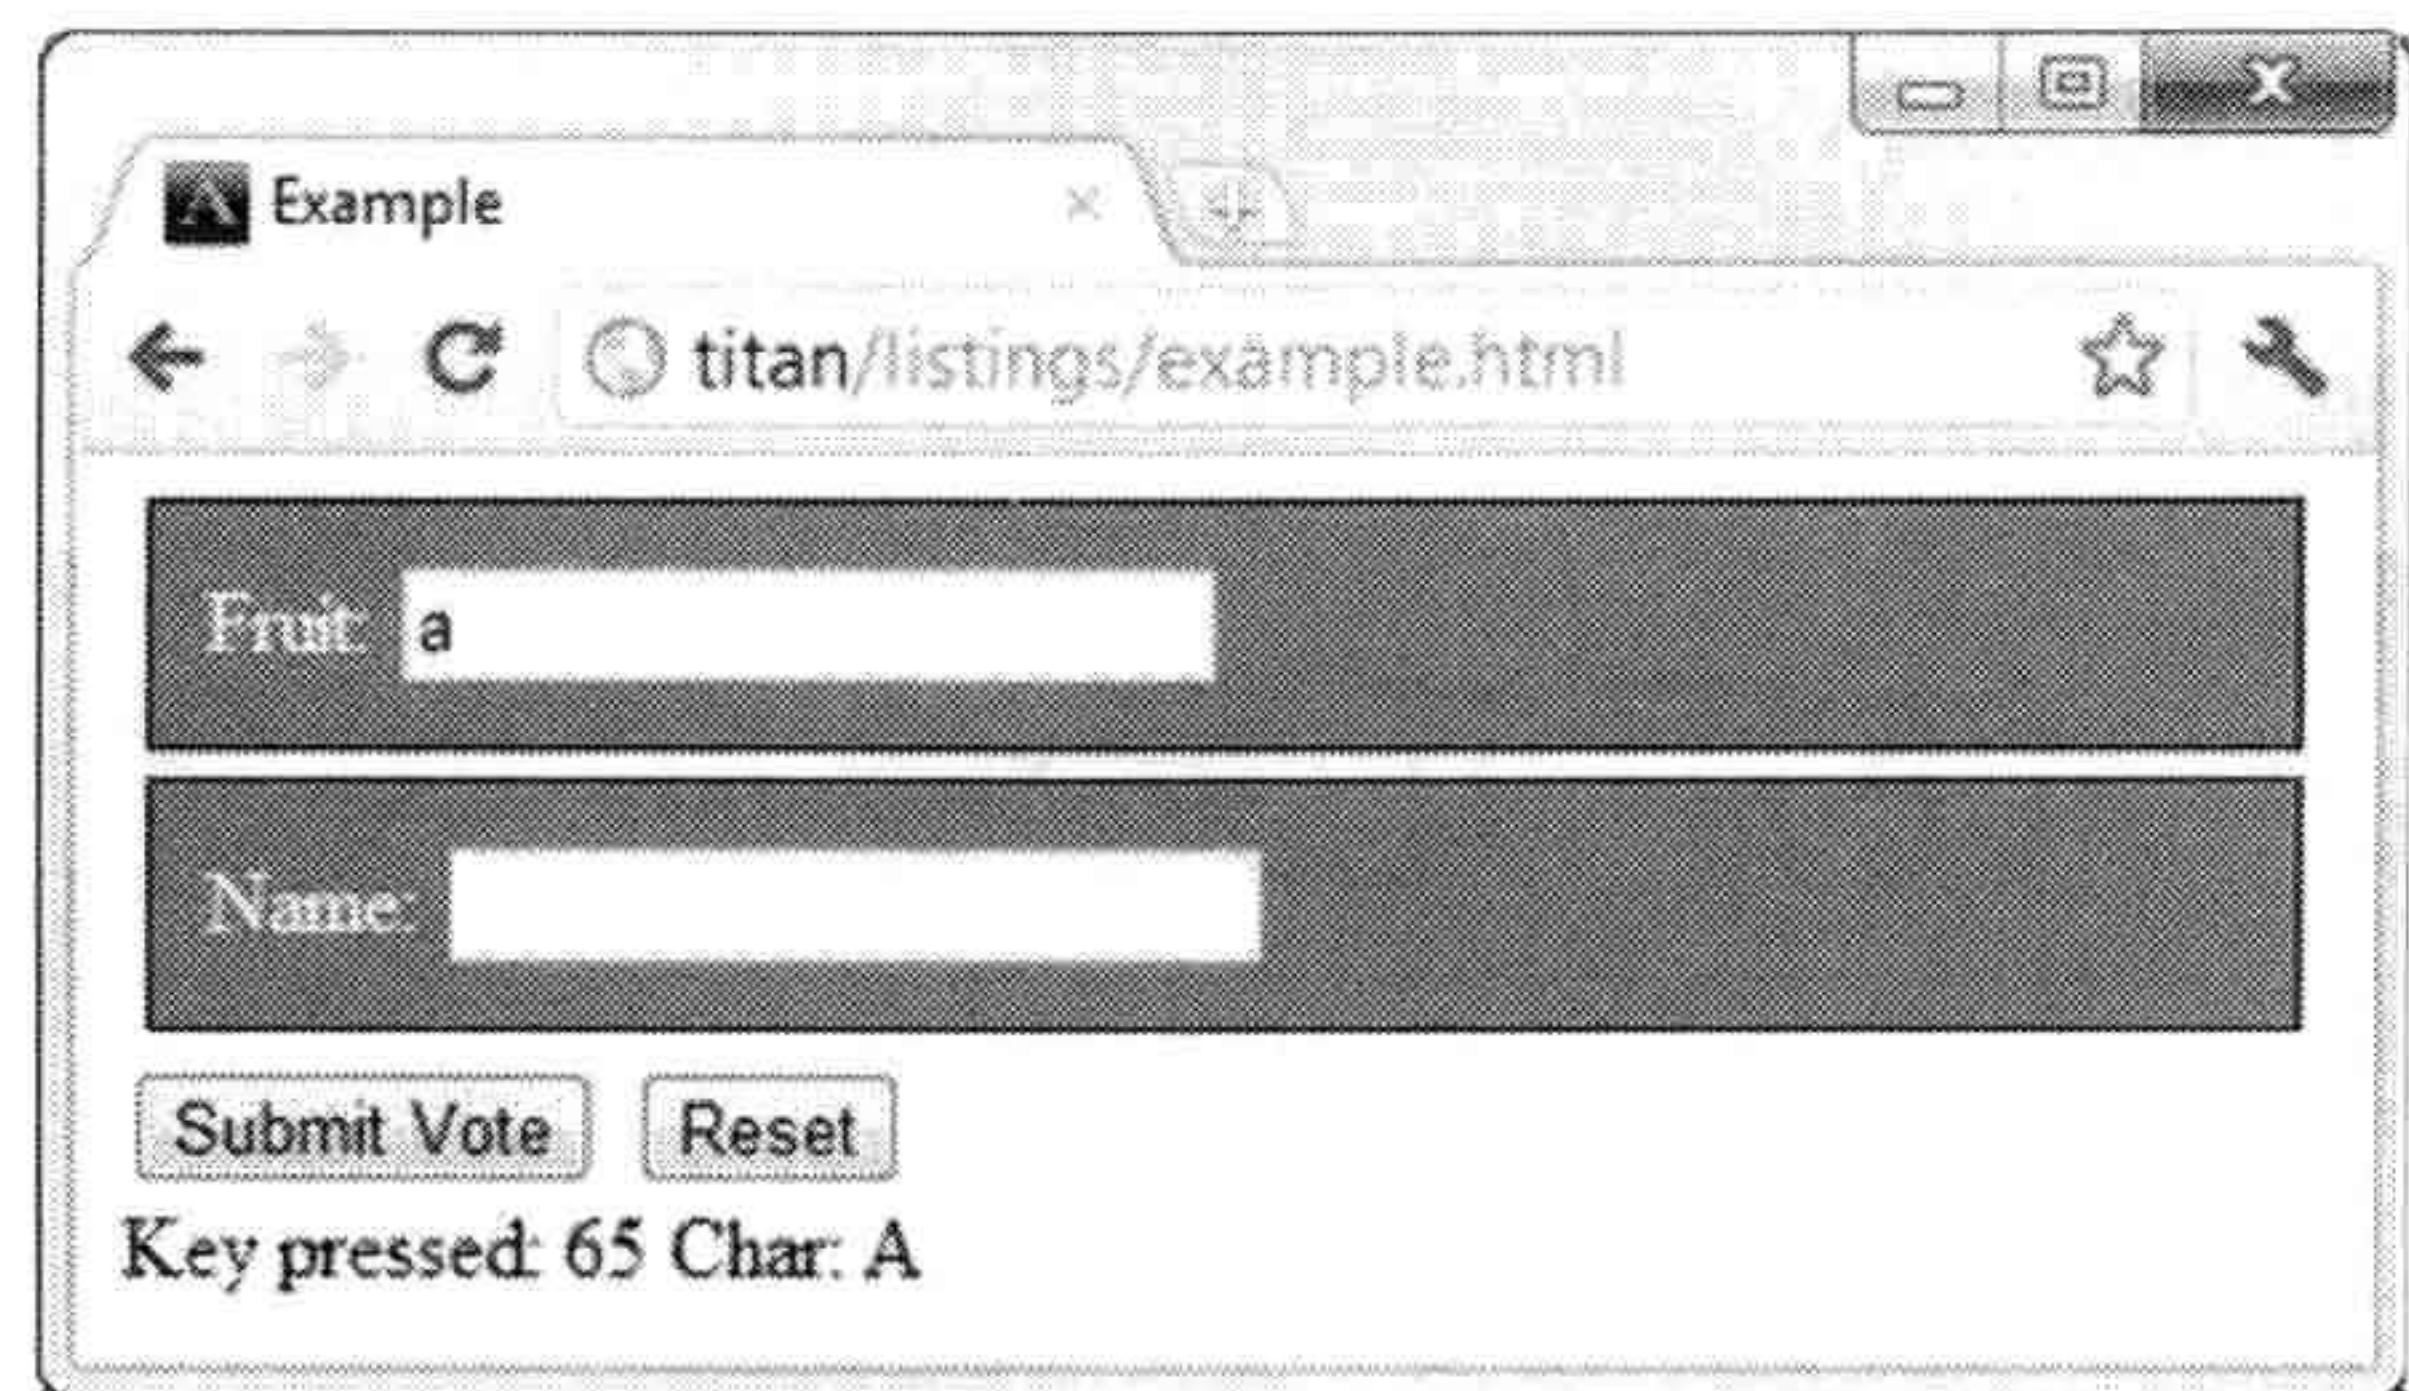 Example
titan/listings/example.html
Fruit: a
Name:
Submit Vote Reset
Key pressed: 65 Char: A